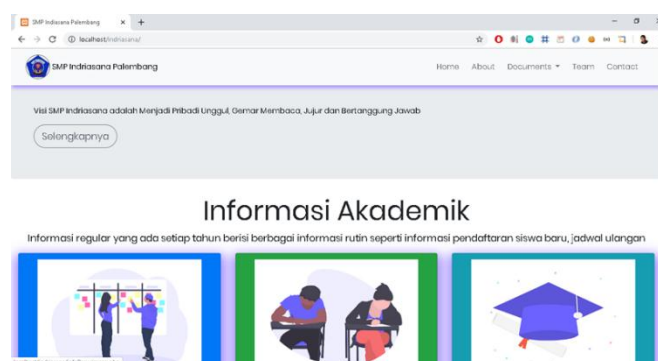 SMP Indriasana Palembang
localhost/indriasana/
SMP Indriasana Palembang
Home About Documents Team Contact
Visi SMP Indriasana adalah Menjadi Pribadi Unggul, Gemar Membaca, Jujur dan Bertanggung Jawab
Selengkapnya
Informasi Akademik
Informasi regular yang ada setiap tahun berisi berbagai informasi rutin seperti informasi pendaftaran siswa baru, jadwal ulangan